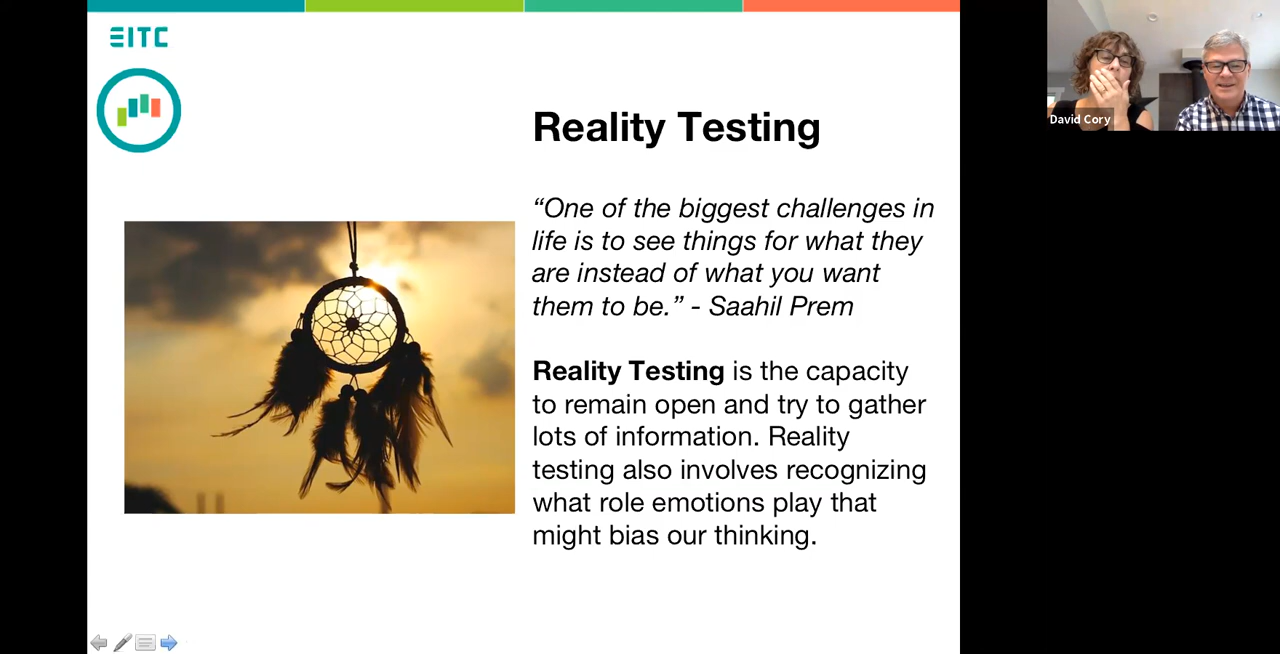 EITC
Reality Testing
“One of the biggest challenges in
life is to see things for what they
are instead of what you want
them to be.” - Saahil Prem
Reality Testing is the capacity
to remain open and try to gather
lots of information. Reality
testing also involves recognizing
what role emotions play that
might bias our thinking.
David Cory